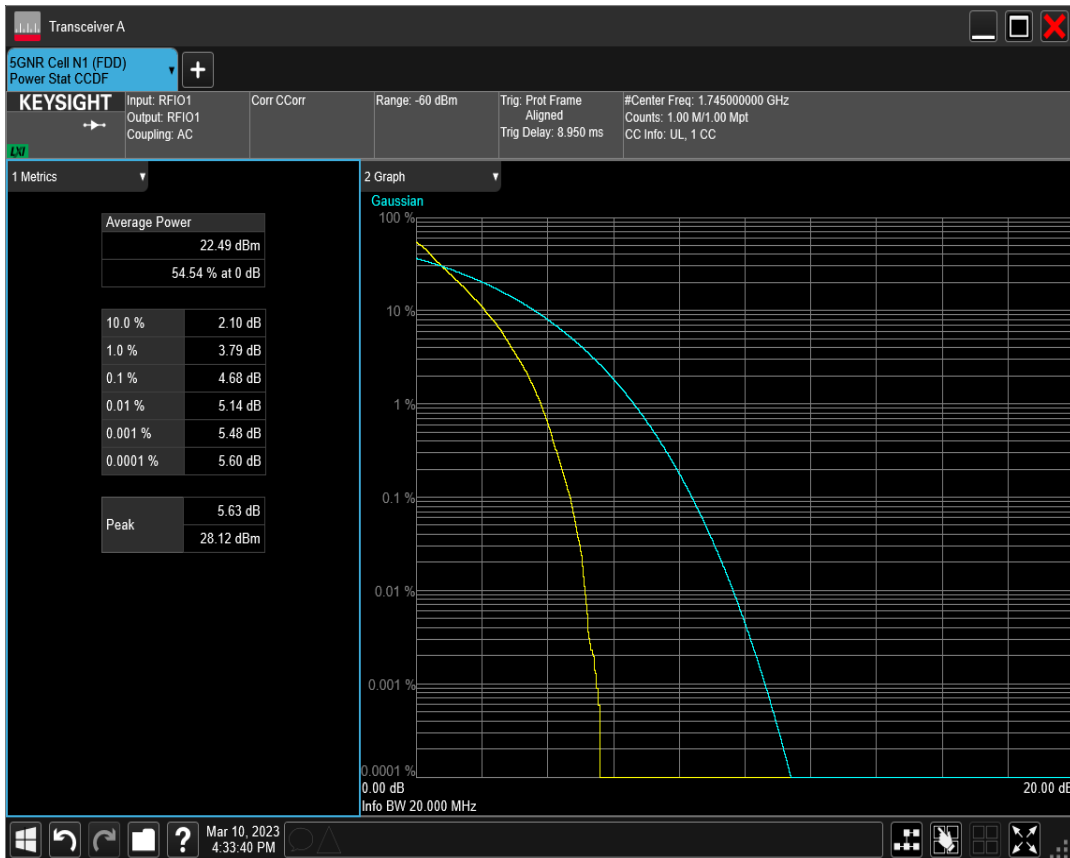 Transceiver A
5GNR Cell N1 (FDD)
Power Stat CCDF
KEYSIGHT
LXI
Input: RFIO1
Output: RFIO1
Coupling: AC
Corr CCorr
Range: -60 dBm
Trig: Prot Frame
Aligned
Trig Delay: 8.950 ms
#Center Freq: 1.745000000 GHz
Counts: 1.00 M/1.00 Mpt
CC Info: UL, 1 CC
1 Metrics
Average Power
22.49 dBm
54.54 % at 0 dB
10.0 % 2.10 dB
1.0 % 3.79 dB
0.1 % 4.68 dB
0.01 % 5.14 dB
0.001 % 5.48 dB
0.0001 % 5.60 dB
Peak 5.63 dB
28.12 dBm
2 Graph
Gaussian
100 %
10 %
1 %
0.1 %
0.01 %
0.001 %
0.0001 %
0.00 dB 20.00 dB
Info BW 20.000 MHz
? Mar 10, 2023
4:33:40 PM